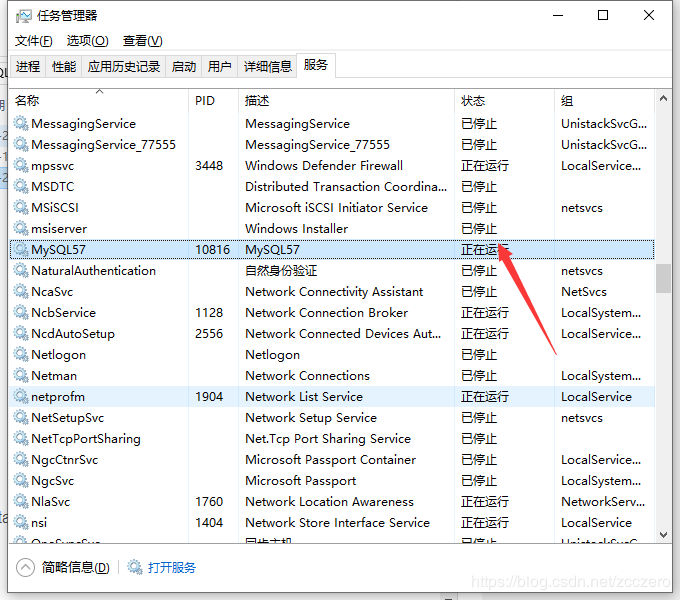 任务管理器
文件(F) 选项(O) 查看(V)
进程 性能 应用历史记录 启动 用户 详细信息 服务
名称 PID 描述 状态 组
MessagingService MessagingService 已停止 UnistackSvcG...
MessagingService_77555 MessagingService_77555 已停止 UnistackSvcG...
mpssvc 3448 Windows Defender Firewall 正在运行 LocalService...
MSDTC Distributed Transaction Coordina... 已停止
MSiSCSI Microsoft iSCSI Initiator Service 已停止 netsvcs
msiserver Windows Installer 已停止
MySQL57 10816 MySQL57 正在运行
NaturalAuthentication 自然身份验证 已停止 netsvcs
NcaSvc Network Connectivity Assistant 已停止 NetSvcs
NcbService 1128 Network Connection Broker 正在运行 LocalSystem...
NcdAutoSetup 2556 Network Connected Devices Aut... 正在运行 LocalService...
Netlogon Netlogon 已停止
Netman Network Connections 已停止 LocalSystem...
netprofm 1904 Network List Service 正在运行 LocalService
NetSetupSvc Network Setup Service 已停止 netsvcs
NetTcpPortSharing Net.Tcp Port Sharing Service 已停止
NgcCtnrSvc Microsoft Passport Container 已停止 LocalService...
NgcSvc Microsoft Passport 已停止 LocalSystem...
NlaSvc 1760 Network Location Awareness 正在运行 NetworkServ...
nsi 1404 Network Store Interface Service 正在运行 LocalService
简略信息(D) 打开服务
https://blog.csdn.net/zcczero